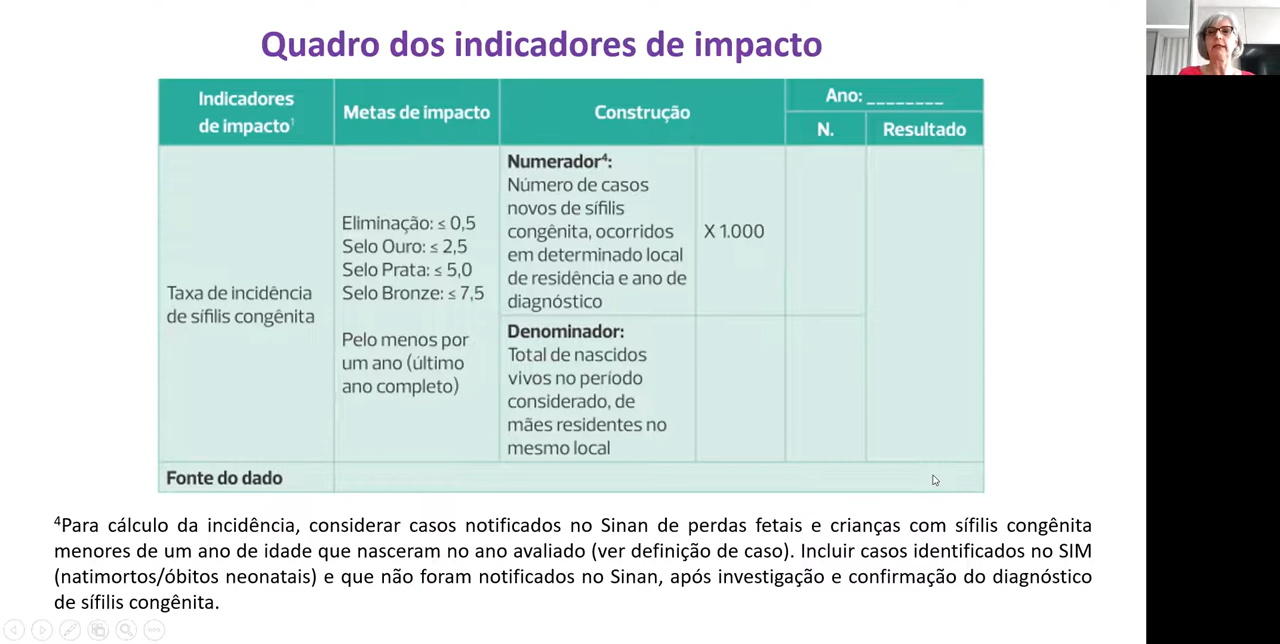 Quadro dos indicadores de impacto
Indicadores
de impacto¹
Metas de impacto
Construção
Ano: ________
N.
Resultado
Taxa de incidência
de sífilis congênita
Eliminação: ≤ 0,5
Selo Ouro: ≤ 2,5
Selo Prata: ≤ 5,0
Selo Bronze: ≤ 7,5
Pelo menos por
um ano (último
ano completo)
Numerador⁴:
Número de casos
novos de sífilis
congênita, ocorridos
em determinado local
de residência e ano de
diagnóstico
X 1.000
Denominador:
Total de nascidos
vivos no período
considerado, de
mães residentes no
mesmo local
Fonte do dado
⁴Para cálculo da incidência, considerar casos notificados no Sinan de perdas fetais e crianças com sífilis congênita
menores de um ano de idade que nasceram no ano avaliado (ver definição de caso). Incluir casos identificados no SIM
(natimortos/óbitos neonatais) e que não foram notificados no Sinan, após investigação e confirmação do diagnóstico
de sífilis congênita.